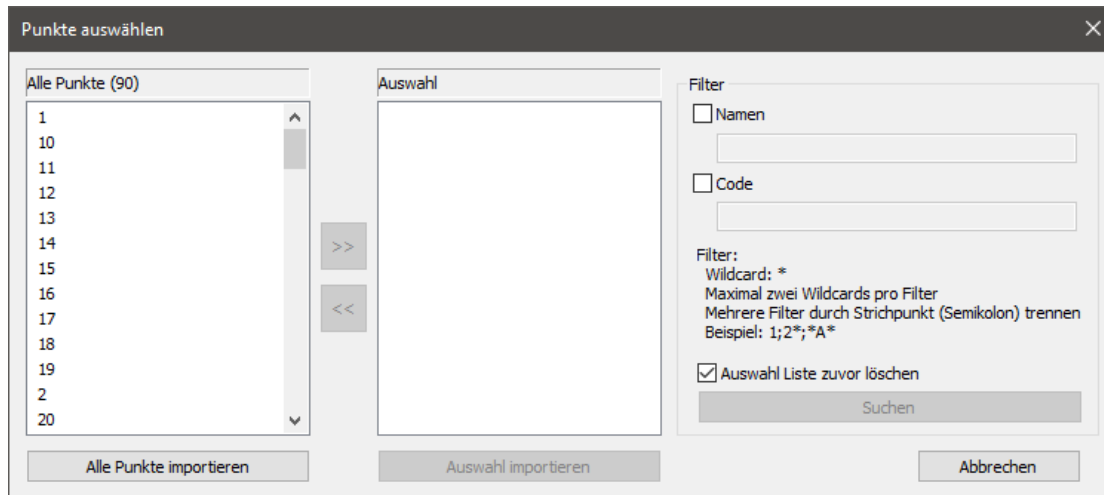 Punkte auswählen
Alle Punkte (90)
1
10
11
12
13
14
15
16
17
18
19
2
20
Alle Punkte importieren
>>
<<
Auswahl
Auswahl importieren
Filter
Namen
Code
Filter:
Wildcard: *
Maximal zwei Wildcards pro Filter
Mehrere Filter durch Strichpunkt (Semikolon) trennen
Beispiel: 1;2*;*A*
Auswahl Liste zuvor löschen
Suchen
Abbrechen